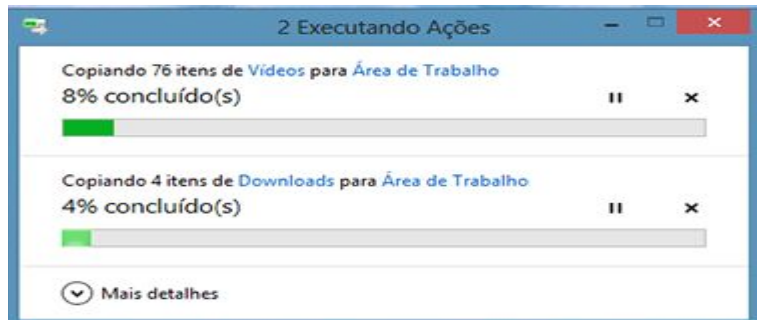 2 Executando Ações
Copiando 76 itens de Vídeos para Área de Trabalho
8% concluído(s)
Copiando 4 itens de Downloads para Área de Trabalho
4% concluído(s)
Mais detalhes